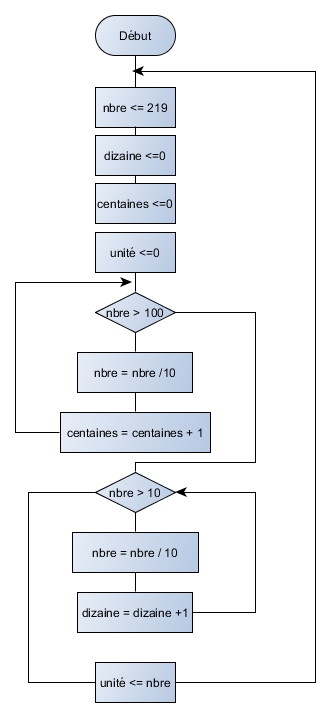 Début
nbre <= 219
dizaine <=0
centaines <=0
unité <=0
nbre > 100
nbre = nbre /10
centaines = centaines + 1
nbre > 10
nbre = nbre / 10
dizaine = dizaine +1
unité <= nbre